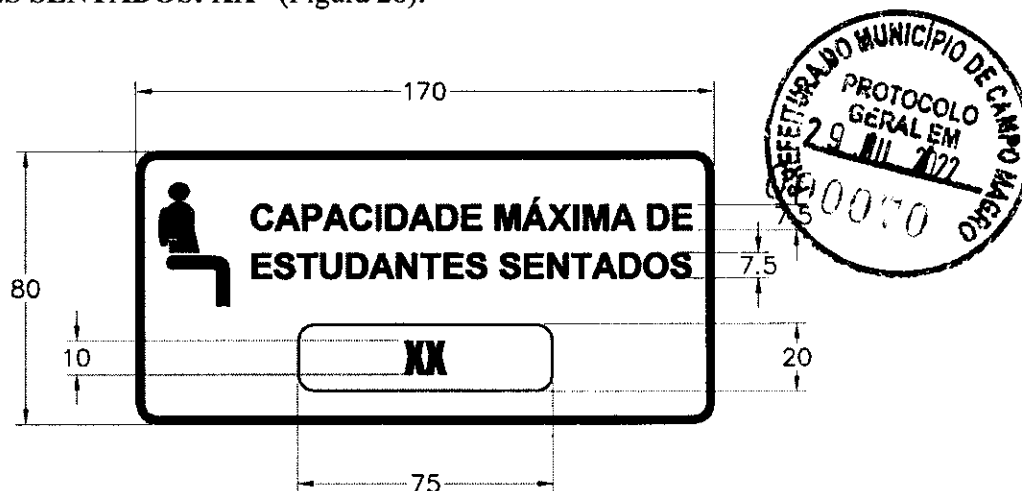 SENTADOS: XX" (Figura 26).
170
PREFEITURA DO MUNICÍPIO DE CAMPO MAGRO
PROTOCOLO
GERAL EM
29 2022
7.5
CAPACIDADE MÁXIMA DE
ESTUDANTES SENTADOS
7.5
80
10
XX
20
75